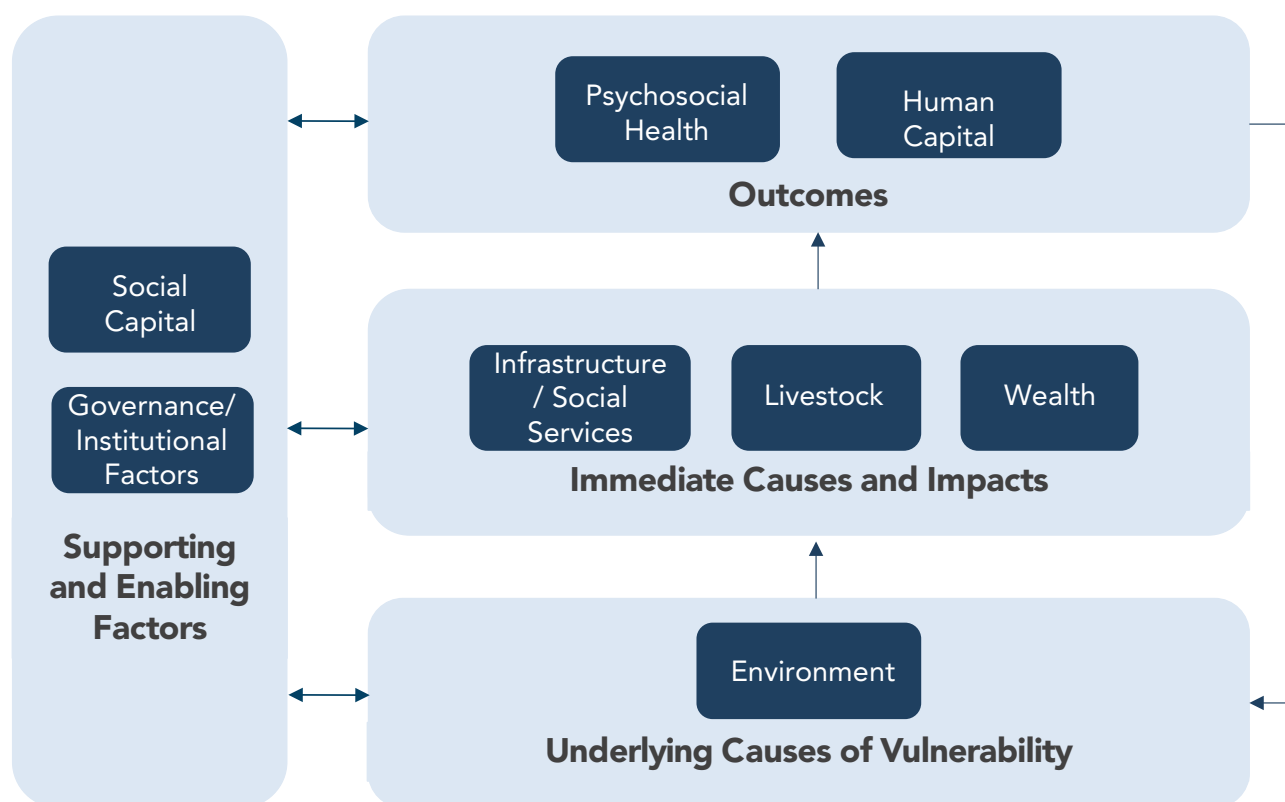 Psychosocial
Health
Human
Capital
Outcomes
Social
Capital
Governance/
Institutional
Factors
Supporting
and Enabling
Factors
Infrastructure
/ Social
Services
Livestock
Wealth
Immediate Causes and Impacts
Environment
Underlying Causes of Vulnerability